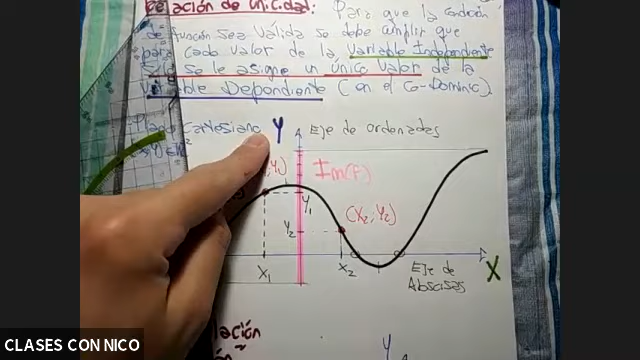 Relación de unicidad: Para que la condición
de función sea válida se debe cumplir que
para cada valor de la Variable Independiente
se le asigne un único valor de la
Variable Dependiente (en el Co-Dominio).
Plano Cartesiano Y Eje de ordenadas
Im(F)
Y1
(X2; Y2)
Y2
X1 X2 Eje de Abscisas X
Y
CLASES CON NICO